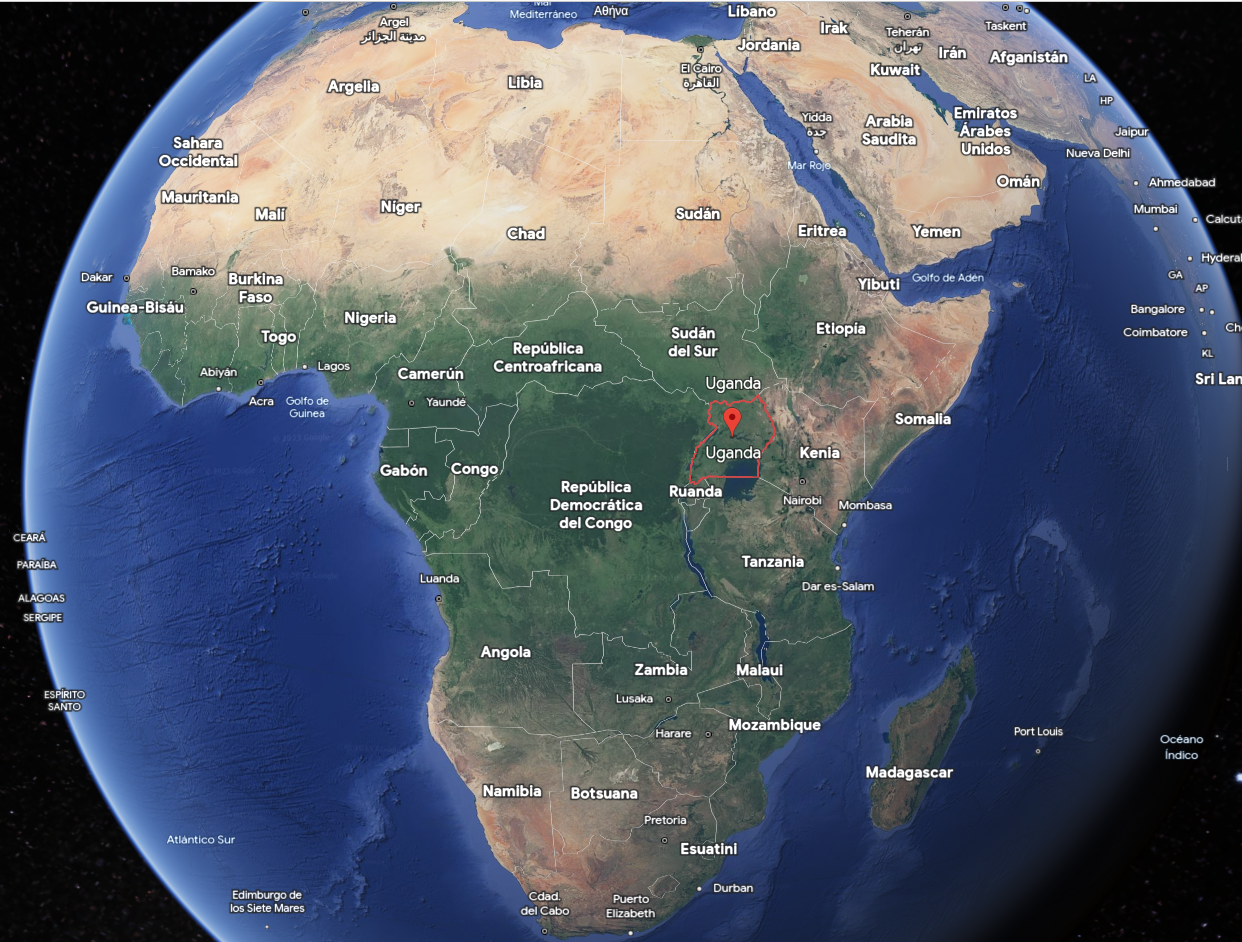 Mar
Mediterráneo
Αθήνα
Líbano
Irak
Teherán
تهران
Irán
Taskent
Afganistán
Argel
مدينة الجزائر
Jordania
El Cairo
القاهرة
Kuwait
LA
HP
Argelia
Libia
Yidda
جدة
Arabia
Saudita
Emiratos
Árabes
Unidos
Jaipur
Nueva Delhi
Sahara
Occidental
Mar Rojo
Omán
Ahmedabad
Mauritania
Malí
Níger
Sudán
Mumbai
Calcuta
Chad
Eritrea
Yemen
Hyderal
Dakar
Bamako
Burkina
Faso
Yibuti
Golfo de Adén
GA
AP
Guinea-Bisáu
Nigeria
Bangalore
Togo
Sudán
del Sur
Etiopía
Coimbatore
Che
República
Centroafricana
KL
Abiyán
Lagos
Camerún
Uganda
Sri Lan
Acra
Golfo de
Guinea
Yaundé
Somalia
Uganda
Kenia
Gabón
Congo
República
Democrática
del Congo
Ruanda
Nairobi
Mombasa
CEARÁ
PARAÍBA
Tanzania
Luanda
Dar es-Salam
ALAGOAS
SERGIPE
Angola
Zambia
Malaui
ESPÍRITO
SANTO
Lusaka
Mozambique
Harare
Port Louis
Océano
Índico
Madagascar
Namibia
Botsuana
Pretoria
Atlántico Sur
Esuatini
Edimburgo de
los Siete Mares
Cdad.
del Cabo
Puerto
Elizabeth
Durban